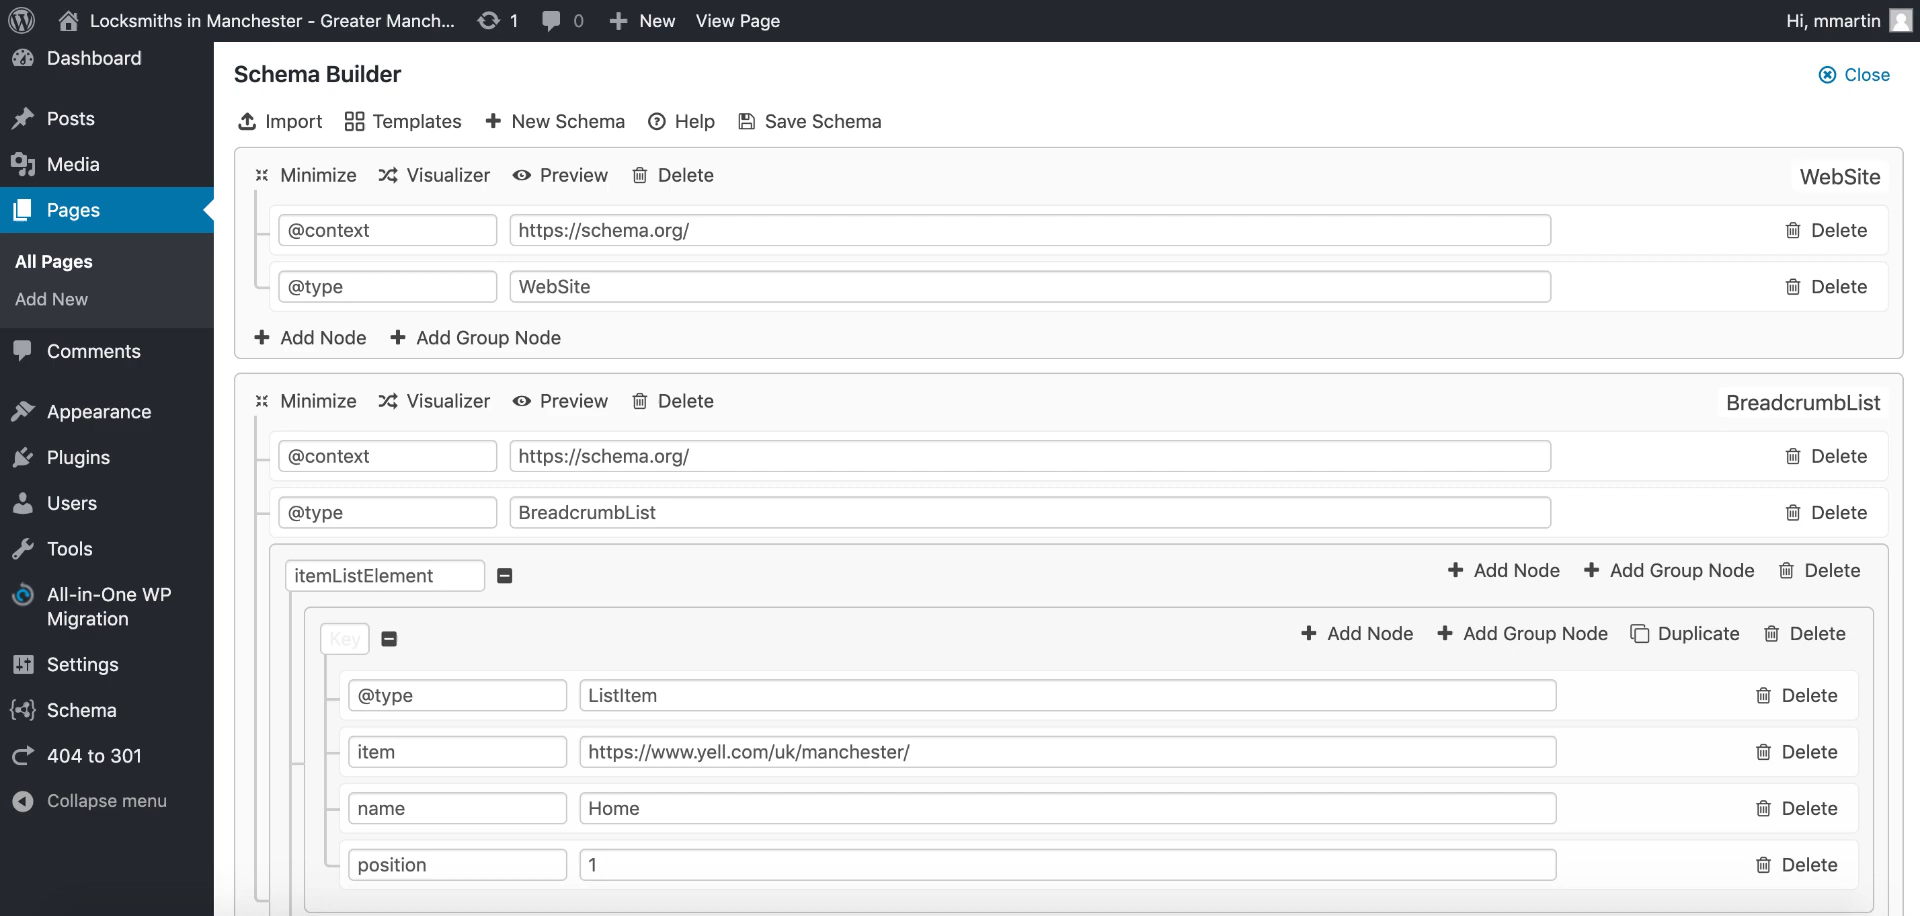 Locksmiths in Manchester - Greater Manch... 1 0 New View Page Hi, mmartin
Dashboard
Posts
Media
Pages
All Pages
Add New
Comments
Appearance
Plugins
Users
Tools
All-in-One WP
Migration
Settings
Schema
404 to 301
Collapse menu
Schema Builder Close
Import Templates New Schema Help Save Schema
Minimize Visualizer Preview Delete WebSite
@context https://schema.org/ Delete
@type WebSite Delete
Add Node Add Group Node
Minimize Visualizer Preview Delete BreadcrumbList
@context https://schema.org/ Delete
@type BreadcrumbList Delete
itemListElement Add Node Add Group Node Delete
Key Add Node Add Group Node Duplicate Delete
@type ListItem Delete
item https://www.yell.com/uk/manchester/ Delete
name Home Delete
position 1 Delete